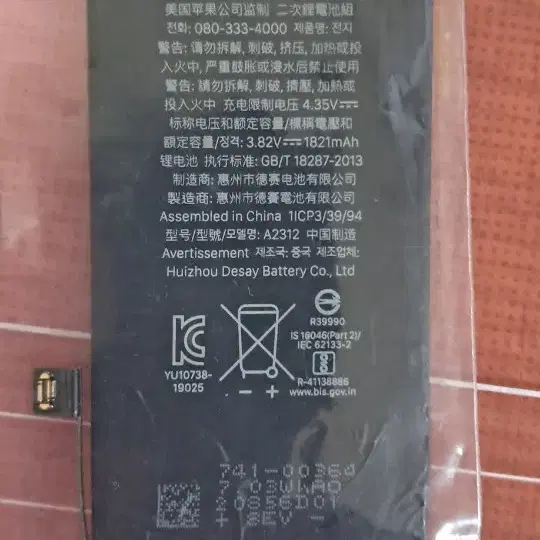 美国苹果公司监制 二次鋰電池組
전화: 080-333-4000 제품명: 전지
警告: 请勿拆解, 刺破, 挤压, 加热或投
入火中, 严重鼓胀或浸水后禁止使用
警告: 請勿拆解, 刺破, 擠壓, 加熱或
投入火中 充电限制电压 4.35V⎓
标称电压和额定容量/標稱電壓和
額定容量/정격: 3.82V⎓1821mAh
锂电池 执行标准: GB/T 18287-2013
制造商: 惠州市德赛电池有限公司
製造商: 惠州市德賽電池有限公司
Assembled in China 1ICP3/39/94
型号/型號/모델명: A2312 中国制造
Avertissement 제조국: 중국 제조업체:
Huizhou Desay Battery Co., Ltd
R39990
IS 16046(Part 2)/
IEC 62133-2
YU10738-
19025
R-41138886
www.bis.gov.in
741-00364